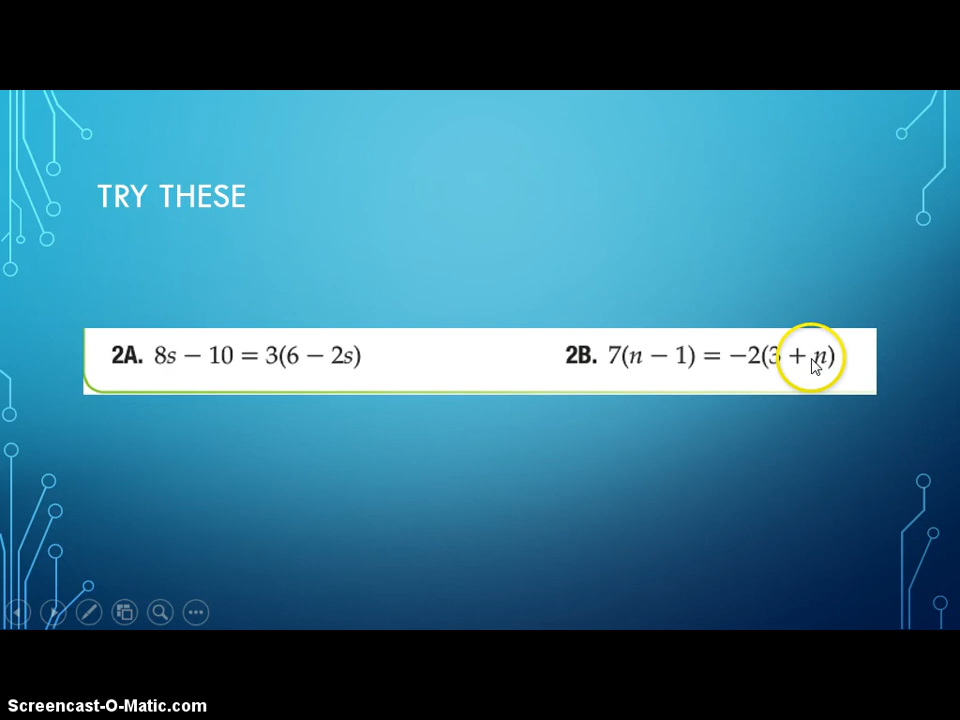 TRY THESE
2A. 8s − 10 = 3(6 − 2s)
2B. 7(n − 1) = −2(3 + n)
Screencast-O-Matic.com